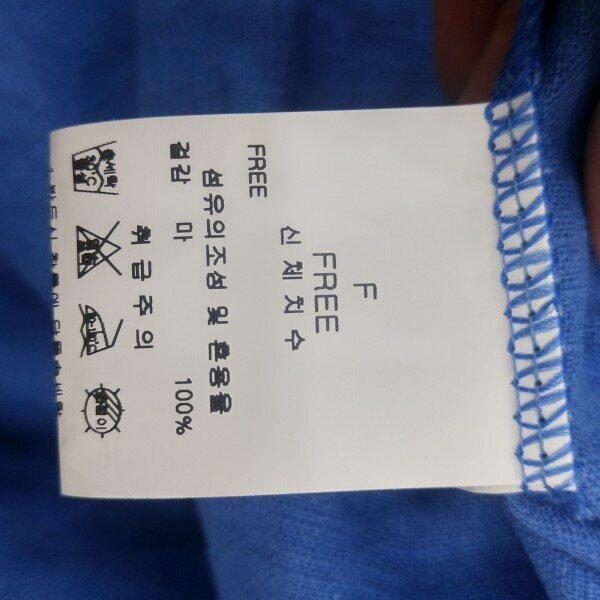 F
FREE
신체치수
FREE
섬유의조성 및 혼용율
겉감 마 100%
취급주의